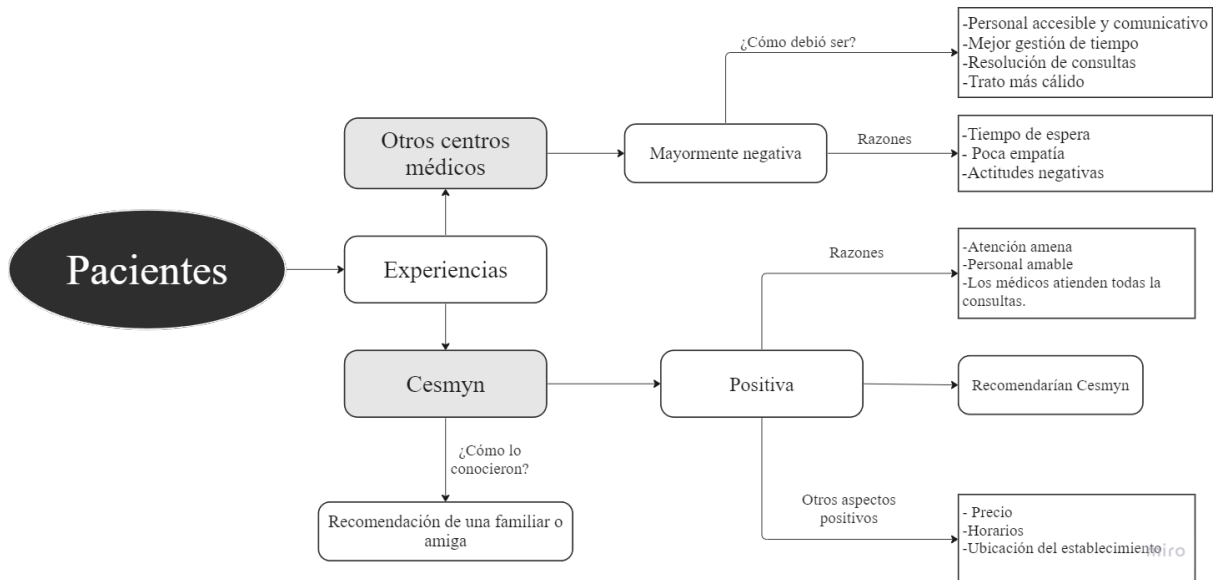 ¿Cómo debió ser?
-Personal accesible y comunicativo
-Mejor gestión de tiempo
-Resolución de consultas
-Trato más cálido
Otros centros
médicos
Mayormente negativa
Razones
-Tiempo de espera
- Poca empatía
-Actitudes negativas
Pacientes
Experiencias
Razones
-Atención amena
-Personal amable
-Los médicos atienden todas la
consultas.
Cesmyn
Positiva
Recomendarían Cesmyn
¿Cómo lo
conocieron?
Recomendación de una familiar o
amiga
Otros aspectos
positivos
- Precio
-Horarios
-Ubicación del establecimiento
miro